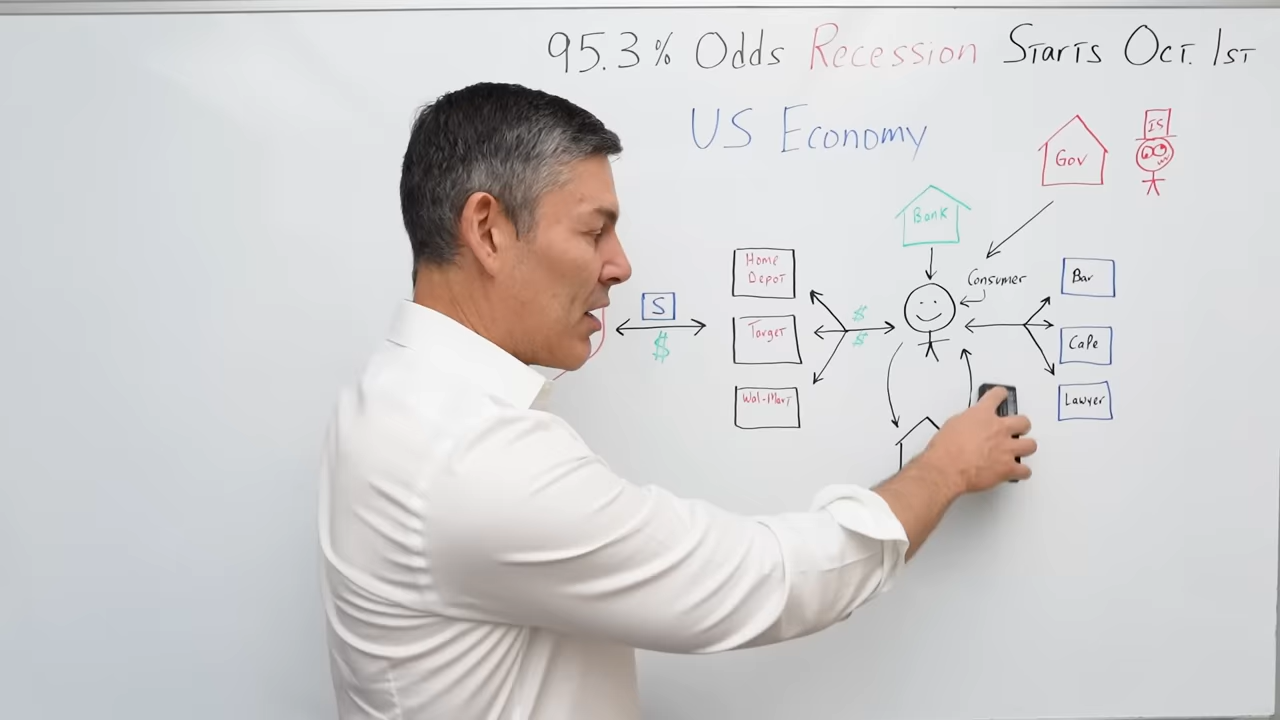 95.3% Odds Recession Starts Oct. 1st
US Economy
IS
Gov
Bank
Home
Depot
Consumer
Bar
S
$
$
$
Target
Cafe
Wal-Mart
Lawyer